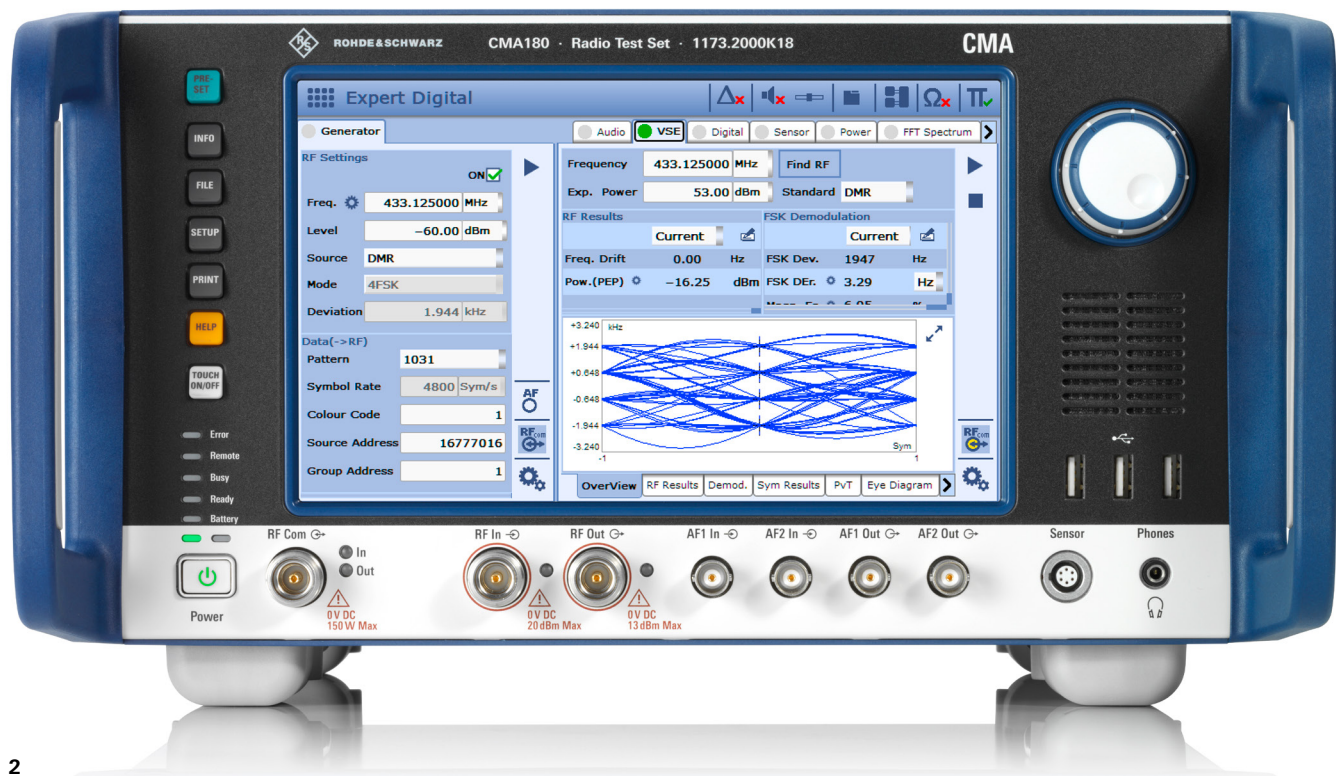 ROHDE&SCHWARZ CMA180 · Radio Test Set · 1173.2000K18 CMA
PRE-
SET
INFO
FILE
SETUP
PRINT
HELP
TOUCH
ON/OFF
Error
Remote
Busy
Ready
Battery
Power
Expert Digital
Generator
RF Settings
ON
Freq. 433.125000 MHz
Level −60.00 dBm
Source DMR
Mode 4FSK
Deviation 1.944 kHz
Data(->RF)
Pattern 1031
Symbol Rate 4800 Sym/s
Colour Code 1
Source Address 16777016
Group Address 1
AF
RF com
Audio VSE Digital Sensor Power FFT Spectrum
Frequency 433.125000 MHz Find RF
Exp. Power 53.00 dBm Standard DMR
RF Results FSK Demodulation
Current Current
Freq. Drift 0.00 Hz FSK Dev. 1947 Hz
Pow.(PEP) −16.25 dBm FSK DEr. 3.29 Hz
+3.240 kHz
+1.944
+0.648
-0.648
-1.944
-3.240 Sym
-1 1
RF com
OverView RF Results Demod. Sym Results PvT Eye Diagram
RF Com
In
Out
0 V DC
150 W Max
RF In
0 V DC
20 dBm Max
RF Out
0 V DC
13 dBm Max
AF1 In
AF2 In
AF1 Out
AF2 Out
Sensor
Phones
2